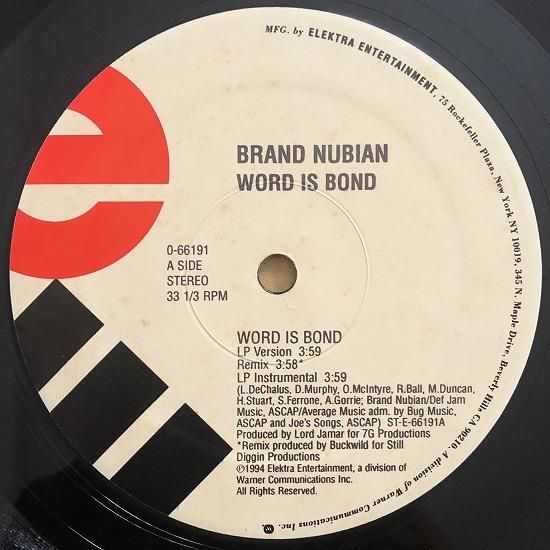 MFG. by ELEKTRA ENTERTAINMENT, 75 Rockefeller Plaza, New York NY 10019, 345 N. Maple Drive, Beverly Hills CA 90210. A division of Warner Communications Inc.
e
BRAND NUBIAN
WORD IS BOND
0-66191
A SIDE
STEREO
33 1/3 RPM
WORD IS BOND
LP Version 3:59
Remix 3:58*
LP Instrumental 3:59
(L.DeChalus, D.Murphy, O.McIntyre, R.Ball, M.Duncan,
H.Stuart, S.Ferrone, A.Gorrie; Brand Nubian/Def Jam
Music, ASCAP/Average Music adm. by Bug Music,
ASCAP and Joe's Songs, ASCAP) ST-E-66191A
Produced by Lord Jamar for 7G Productions
*Remix produced by Buckwild for Still
Diggin Productions
℗©1994 Elektra Entertainment, a division of
Warner Communications Inc.
All Rights Reserved.